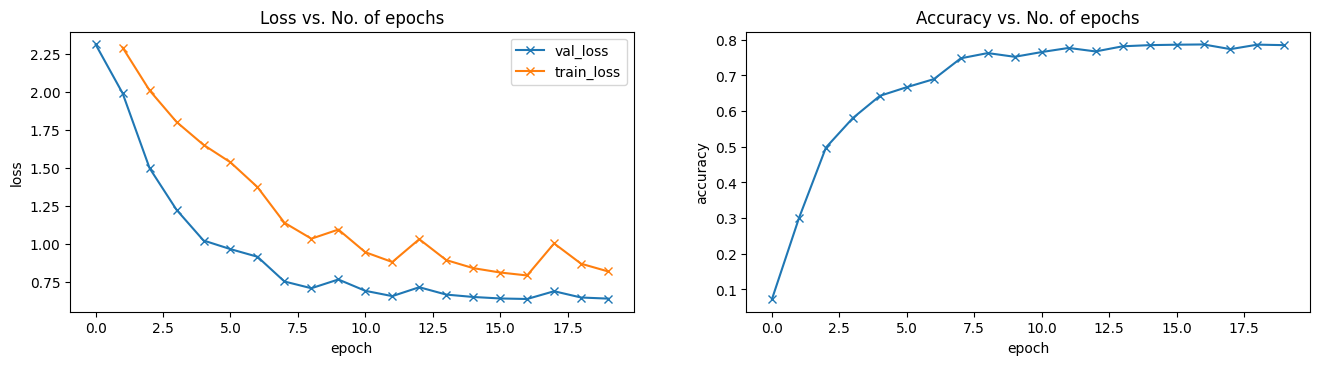 Loss vs. No. of epochs
val_loss
train_loss
2.25
2.00
1.75
1.50
1.25
1.00
0.75
loss
0.0 2.5 5.0 7.5 10.0 12.5 15.0 17.5
epoch
Accuracy vs. No. of epochs
0.8
0.7
0.6
0.5
0.4
0.3
0.2
0.1
accuracy
0.0 2.5 5.0 7.5 10.0 12.5 15.0 17.5
epoch